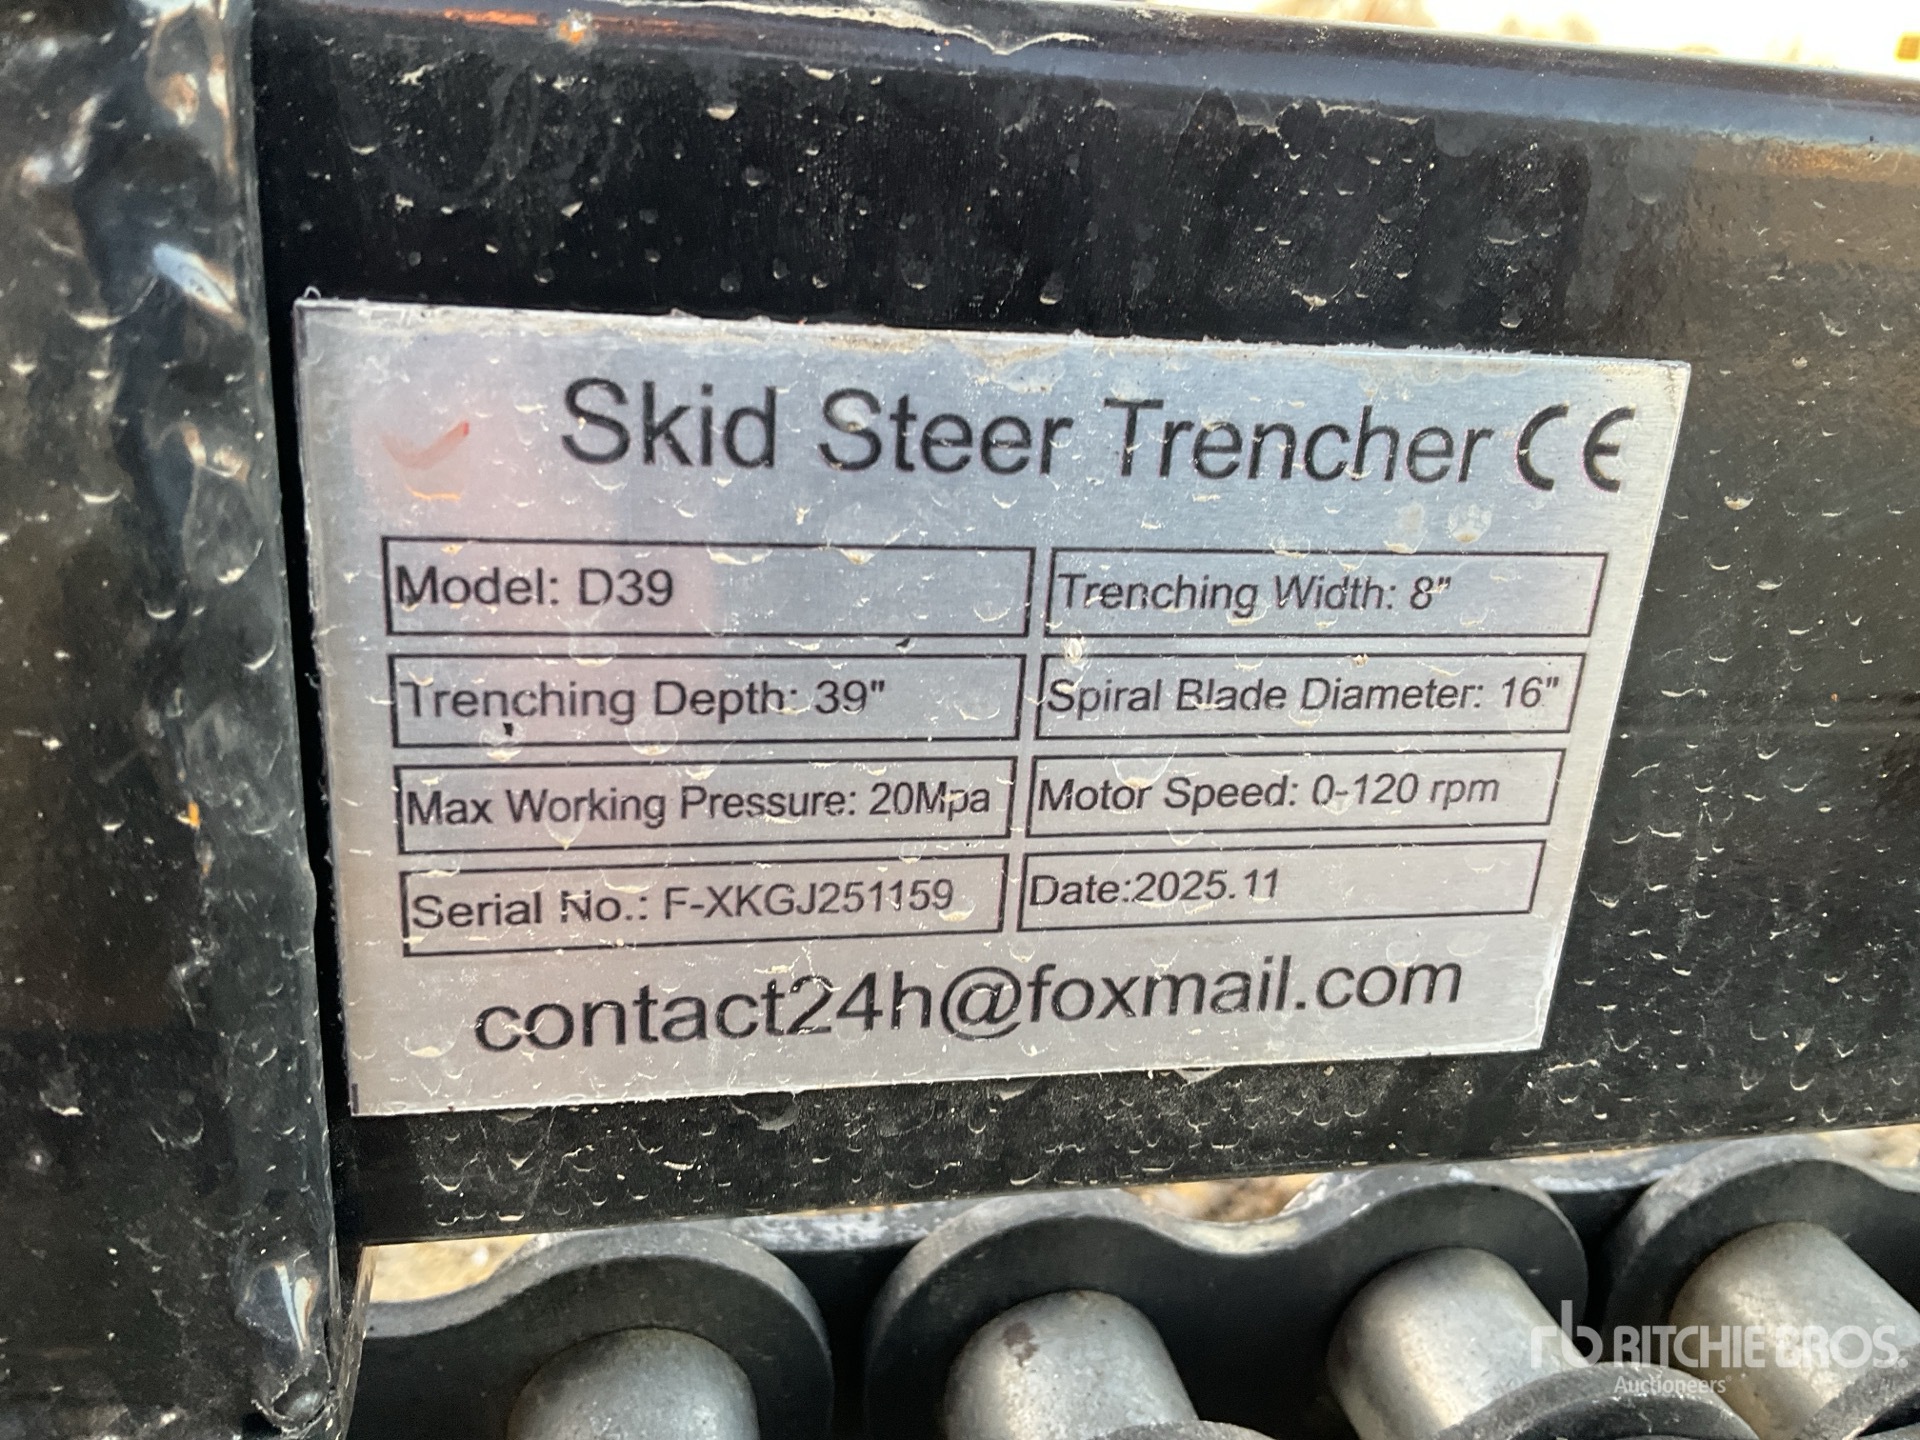 Skid Steer Trencher CE
Model: D39
Trenching Width: 8"
Trenching Depth: 39"
Spiral Blade Diameter: 16"
Max Working Pressure: 20Mpa
Motor Speed: 0-120 rpm
Serial No.: F-XKGJ251159
Date:2025.11
contact24h@foxmail.com
rb RITCHIE BROS.
Auctioneers